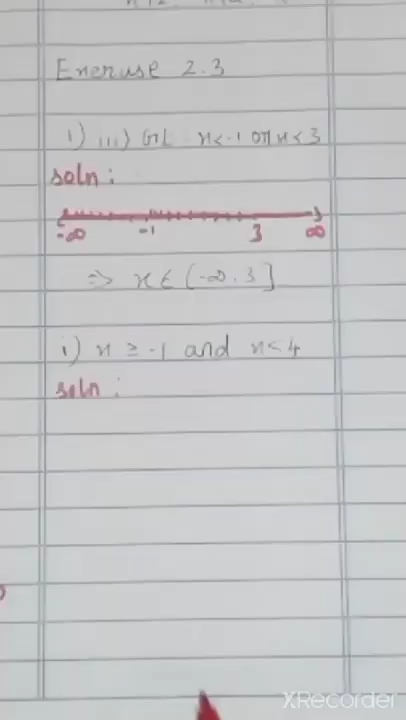 Exercise 2.3
1) iii) x < -1 or x < 3
soln :
-∞ -1 3 ∞
⇒ x ∈ (-∞, 3]
i) x ≥ -1 and x < 4
soln :
XRecorder